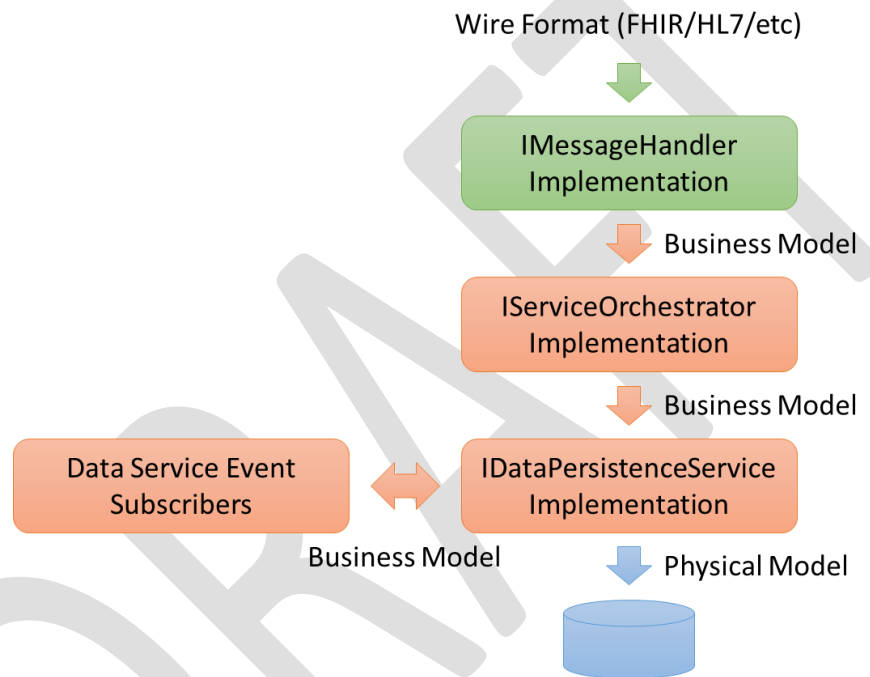 Wire Format (FHIR/HL7/etc)
IMessageHandler
Implementation
Business Model
IServiceOrchestrator
Implementation
Business Model
Data Service Event
Subscribers
IDataPersistenceService
Implementation
Business Model
Physical Model
DRAFT